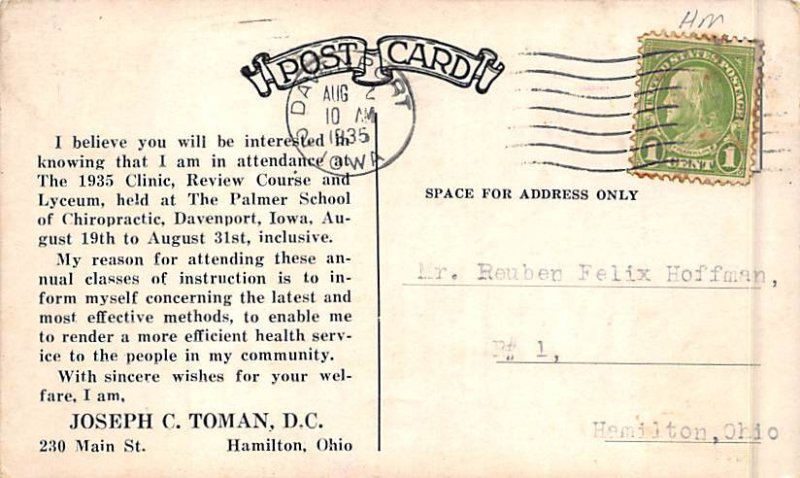 HM
POST CARD
DAVENPORT
AUG 2
10 AM
1935
IOWA
UNITED STATES POSTAGE
1 CENT 1
I believe you will be interested in
knowing that I am in attendance at
The 1935 Clinic, Review Course and
Lyceum, held at The Palmer School
of Chiropractic, Davenport, Iowa, Au-
gust 19th to August 31st, inclusive.
My reason for attending these an-
nual classes of instruction is to in-
form myself concerning the latest and
most effective methods, to enable me
to render a more efficient health serv-
ice to the people in my community.
With sincere wishes for your wel-
fare, I am,
JOSEPH C. TOMAN, D.C.
230 Main St. Hamilton, Ohio
SPACE FOR ADDRESS ONLY
Mr. Reuben Felix Hoffman,
R# 1,
Hamilton,Ohio